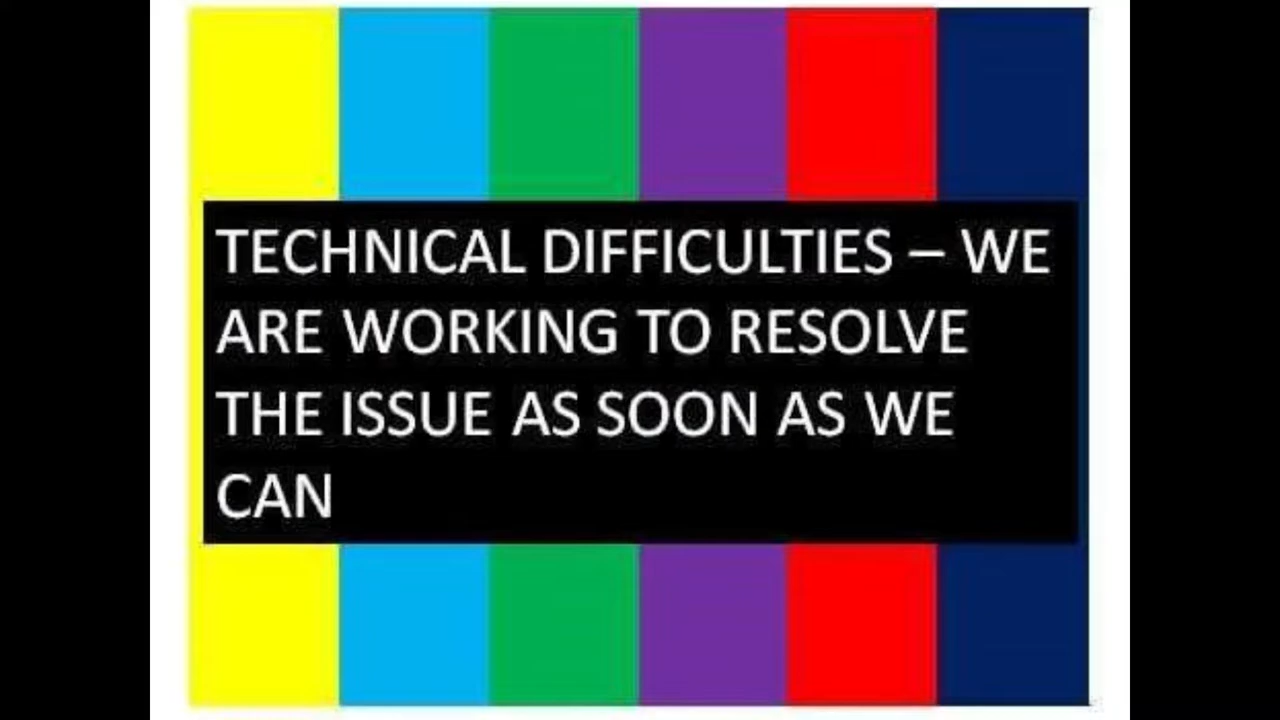 TECHNICAL DIFFICULTIES – WE
ARE WORKING TO RESOLVE
THE ISSUE AS SOON AS WE
CAN